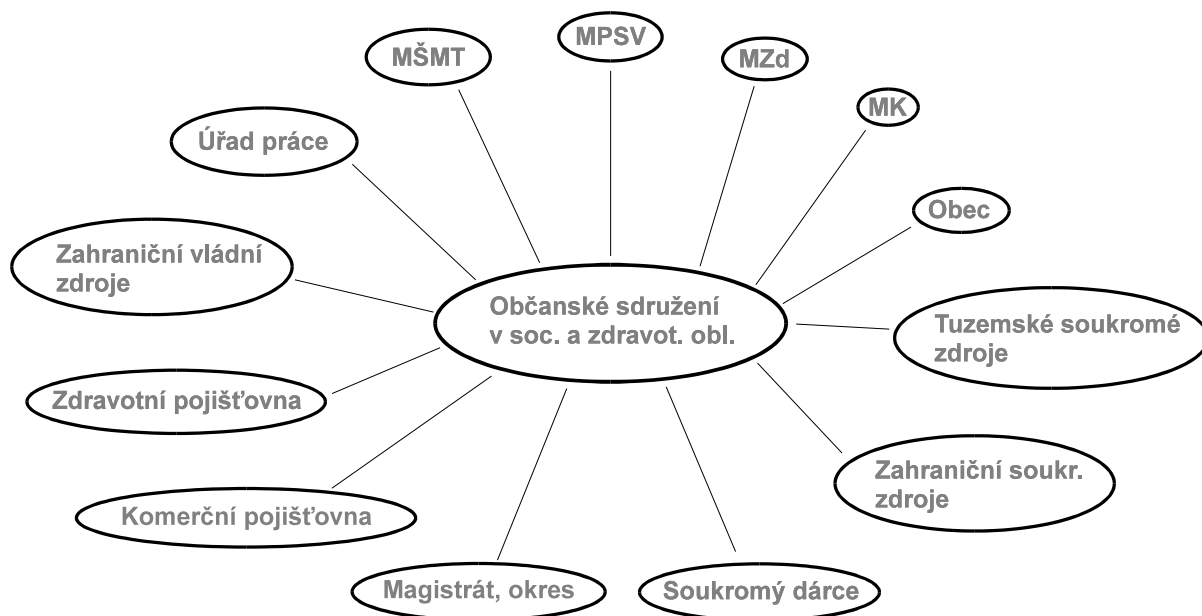 MPSV
MŠMT
MZd
MK
Úřad práce
Obec
Zahraniční vládní
zdroje
Občanské sdružení
v soc. a zdravot. obl.
Tuzemské soukromé
zdroje
Zdravotní pojišťovna
Zahraniční soukr.
zdroje
Komerční pojišťovna
Magistrát, okres
Soukromý dárce